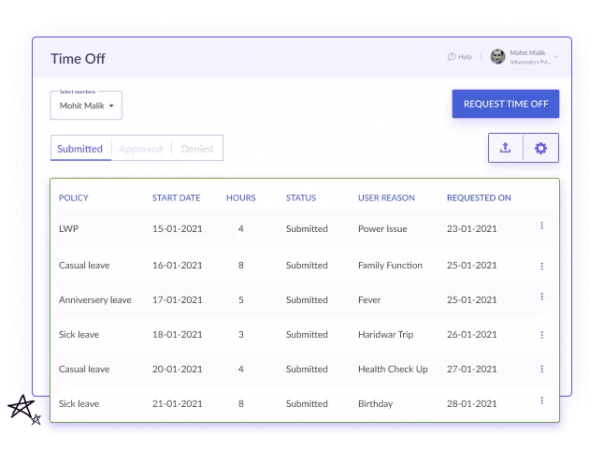 Time Off
Help
Mohit Malik
Select members
Mohit Malik
REQUEST TIME OFF
Submitted Approved Denied
POLICY START DATE HOURS STATUS USER REASON REQUESTED ON
LWP 15-01-2021 4 Submitted Power Issue 23-01-2021
Casual leave 16-01-2021 8 Submitted Family Function 25-01-2021
Anniversery leave 17-01-2021 5 Submitted Fever 25-01-2021
Sick leave 18-01-2021 3 Submitted Haridwar Trip 26-01-2021
Casual leave 20-01-2021 4 Submitted Health Check Up 27-01-2021
Sick leave 21-01-2021 8 Submitted Birthday 28-01-2021